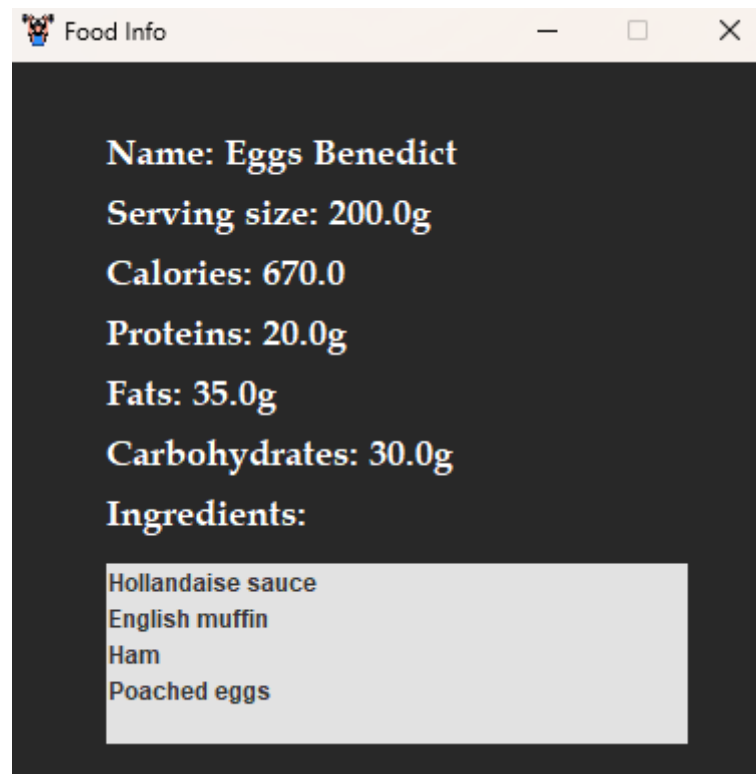 Food Info
Name: Eggs Benedict
Serving size: 200.0g
Calories: 670.0
Proteins: 20.0g
Fats: 35.0g
Carbohydrates: 30.0g
Ingredients:
Hollandaise sauce
English muffin
Ham
Poached eggs